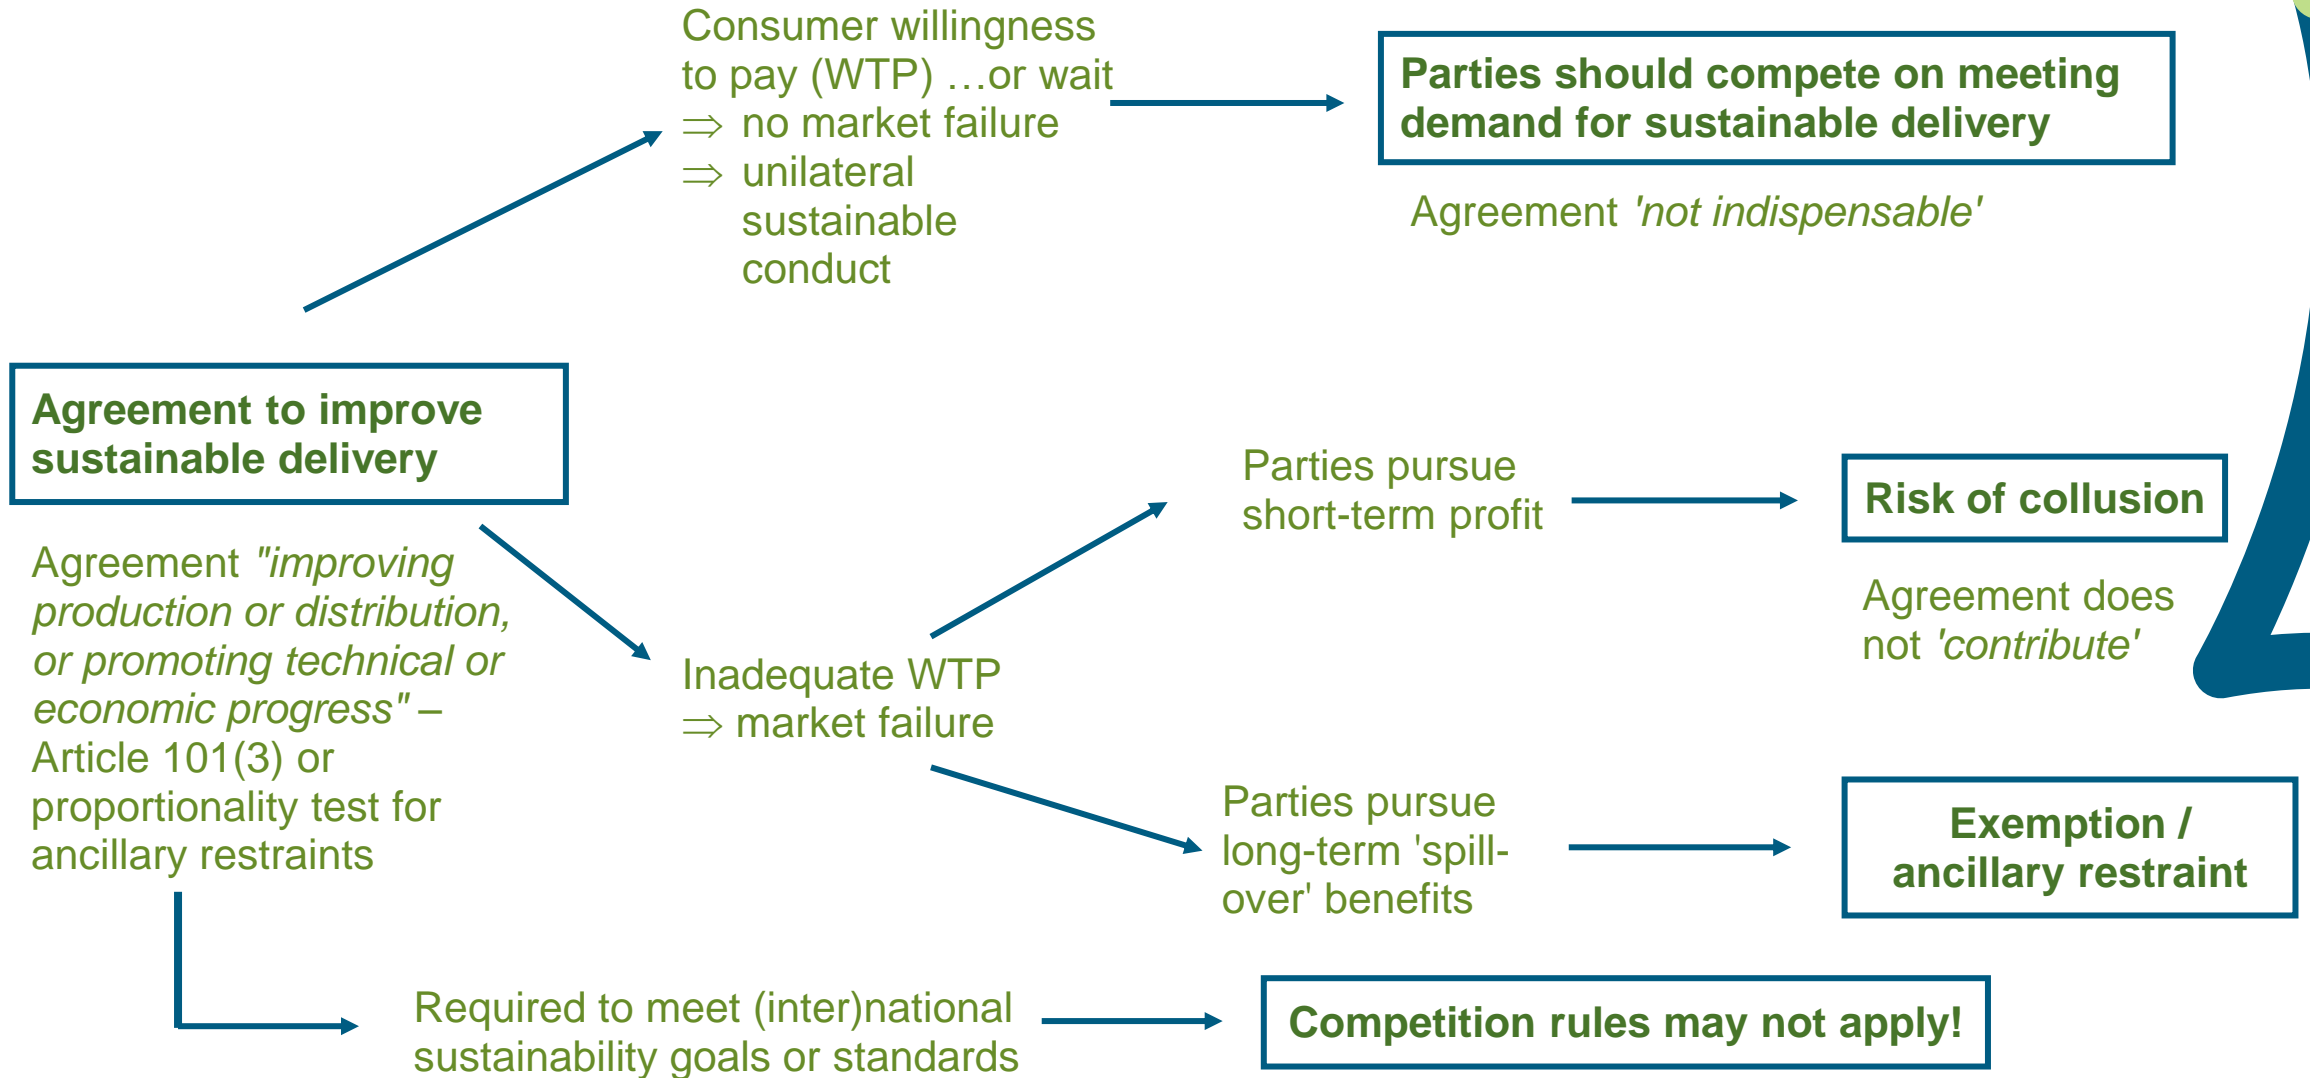 Consumer willingness
to pay (WTP) …or wait
⇒ no market failure
⇒ unilateral
sustainable
conduct
Parties should compete on meeting
demand for sustainable delivery
Agreement 'not indispensable'
Agreement to improve
sustainable delivery
Agreement "improving
production or distribution,
or promoting technical or
economic progress" –
Article 101(3) or
proportionality test for
ancillary restraints
Inadequate WTP
⇒ market failure
Parties pursue
short-term profit
Risk of collusion
Agreement does
not 'contribute'
Parties pursue
long-term 'spill-
over' benefits
Exemption /
ancillary restraint
Required to meet (inter)national
sustainability goals or standards
Competition rules may not apply!